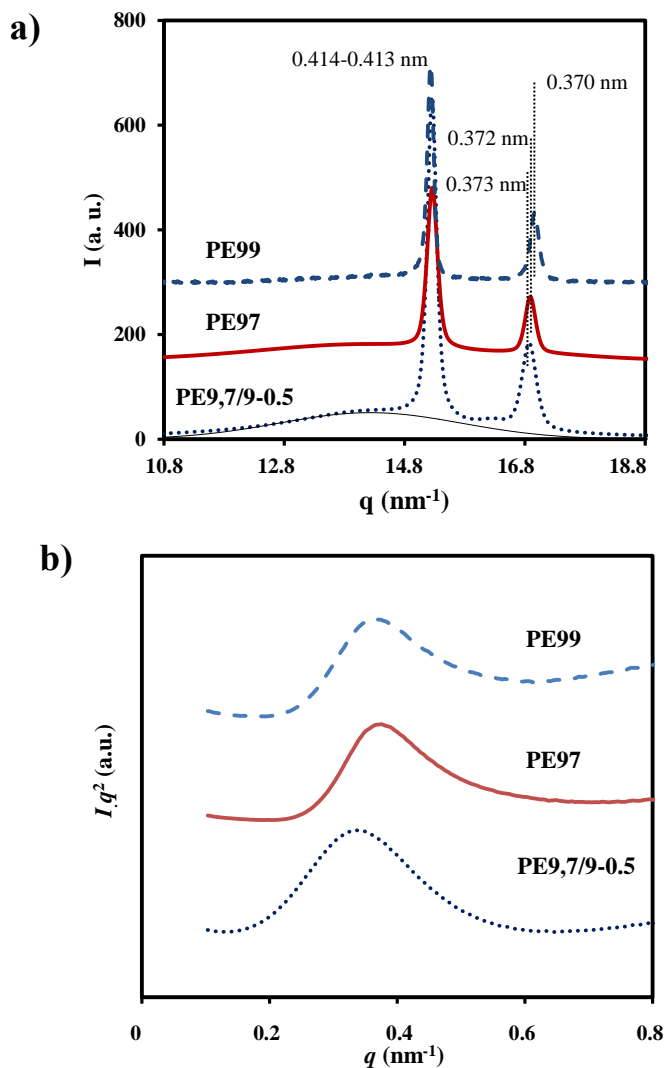 a)
800
600
400
200
0
I (a. u.)
0.414-0.413 nm
0.370 nm
0.372 nm
0.373 nm
PE99
PE97
PE9,7/9-0.5
10.8 12.8 14.8 16.8 18.8
q (nm-1)
b)
I.q2 (a.u.)
PE99
PE97
PE9,7/9-0.5
0 0.2 0.4 0.6 0.8
q (nm-1)